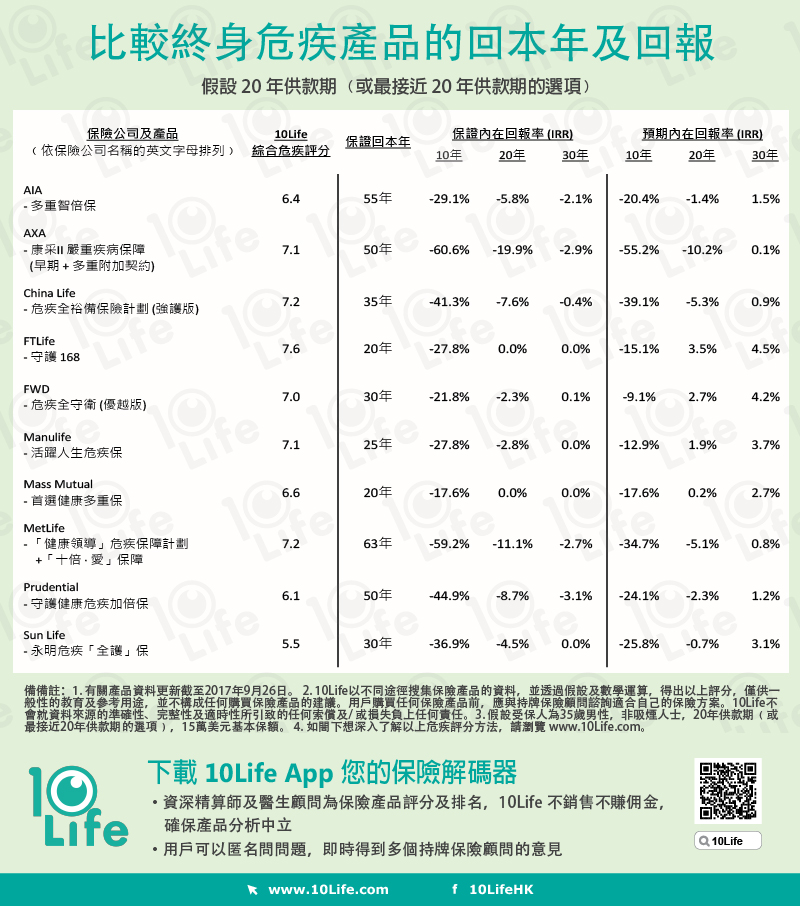 比較終身危疾產品的回本年及回報
假設 20 年供款期（或最接近 20 年供款期的選項）
保險公司及產品 10Life 保證回本年 保證內在回報率 (IRR) 預期內在回報率 (IRR)
（依保險公司名稱的英文字母排列） 綜合危疾評分 10年 20年 30年 10年 20年 30年
AIA
- 多重智倍保 6.4 55年 -29.1% -5.8% -2.1% -20.4% -1.4% 1.5%
AXA
- 康采II 嚴重疾病保障 7.1 50年 -60.6% -19.9% -2.9% -55.2% -10.2% 0.1%
(早期 + 多重附加契約)
China Life
- 危疾全裕備保險計劃 (強護版) 7.2 35年 -41.3% -7.6% -0.4% -39.1% -5.3% 0.9%
FTLife
- 守護 168 7.6 20年 -27.8% 0.0% 0.0% -15.1% 3.5% 4.5%
FWD
- 危疾全守衛 (優越版) 7.0 30年 -21.8% -2.3% 0.1% -9.1% 2.7% 4.2%
Manulife
- 活躍人生危疾保 7.1 25年 -27.8% -2.8% 0.0% -12.9% 1.9% 3.7%
Mass Mutual
- 首選健康多重保 6.6 20年 -17.6% 0.0% 0.0% -17.6% 0.2% 2.7%
MetLife
- 「健康領導」危疾保障計劃 7.2 63年 -59.2% -11.1% -2.7% -34.7% -5.1% 0.8%
+「十倍 · 愛」保障
Prudential
- 守護健康危疾加倍保 6.1 50年 -44.9% -8.7% -3.1% -24.1% -2.3% 1.2%
Sun Life
- 永明危疾「全護」保 5.5 30年 -36.9% -4.5% 0.0% -25.8% -0.7% 3.1%
備備註：1. 有關產品資料更新截至2017年9月26日。 2. 10Life以不同途徑搜集保險產品的資料，並透過假設及數學運算，得出以上評分，僅供一
般性的教育及參考用途，並不構成任何購買保險產品的建議。用戶購買任何保險產品前，應與持牌保險顧問諮詢適合自己的保險方案。10Life不
會就資料來源的準確性、完整性及適時性所引致的任何索償及/ 或損失負上任何責任。3. 假設受保人為35歲男性，非吸煙人士，20年供款期（或
最接近20年供款期的選項），15萬美元基本保額。 4. 如閣下想深入了解以上危疾評分方法，請瀏覽 www.10Life.com。
10Life
下載 10Life App 您的保險解碼器
• 資深精算師及醫生顧問為保險產品評分及排名，10Life 不銷售不賺佣金，
確保產品分析中立
• 用戶可以匿名問問題，即時得到多個持牌保險顧問的意見
10Life
www.10Life.com f 10LifeHK